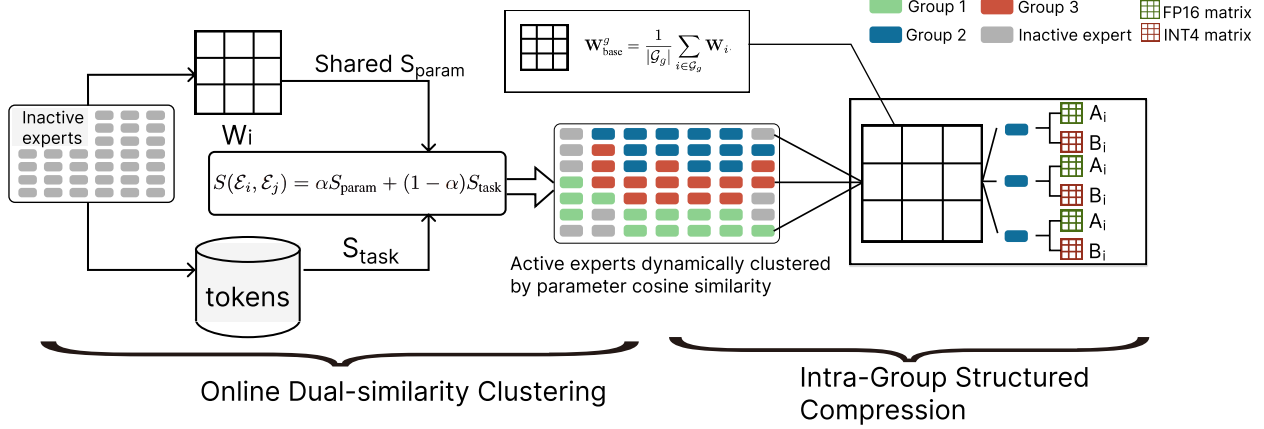 Group 1
Group 3
FP16 matrix
Group 2
Inactive expert
INT4 matrix
Shared S_param
W^g_base = 1/|G_g| ∑_{i∈G_g} W_i.
Inactive
experts
Wi
S(ℰ_i, ℰ_j) = αS_param + (1 − α)S_task
A_i
B_i
A_i
B_i
A_i
B_i
S_task
tokens
Active experts dynamically clustered
by parameter cosine similarity
Online Dual-similarity Clustering
Intra-Group Structured
Compression